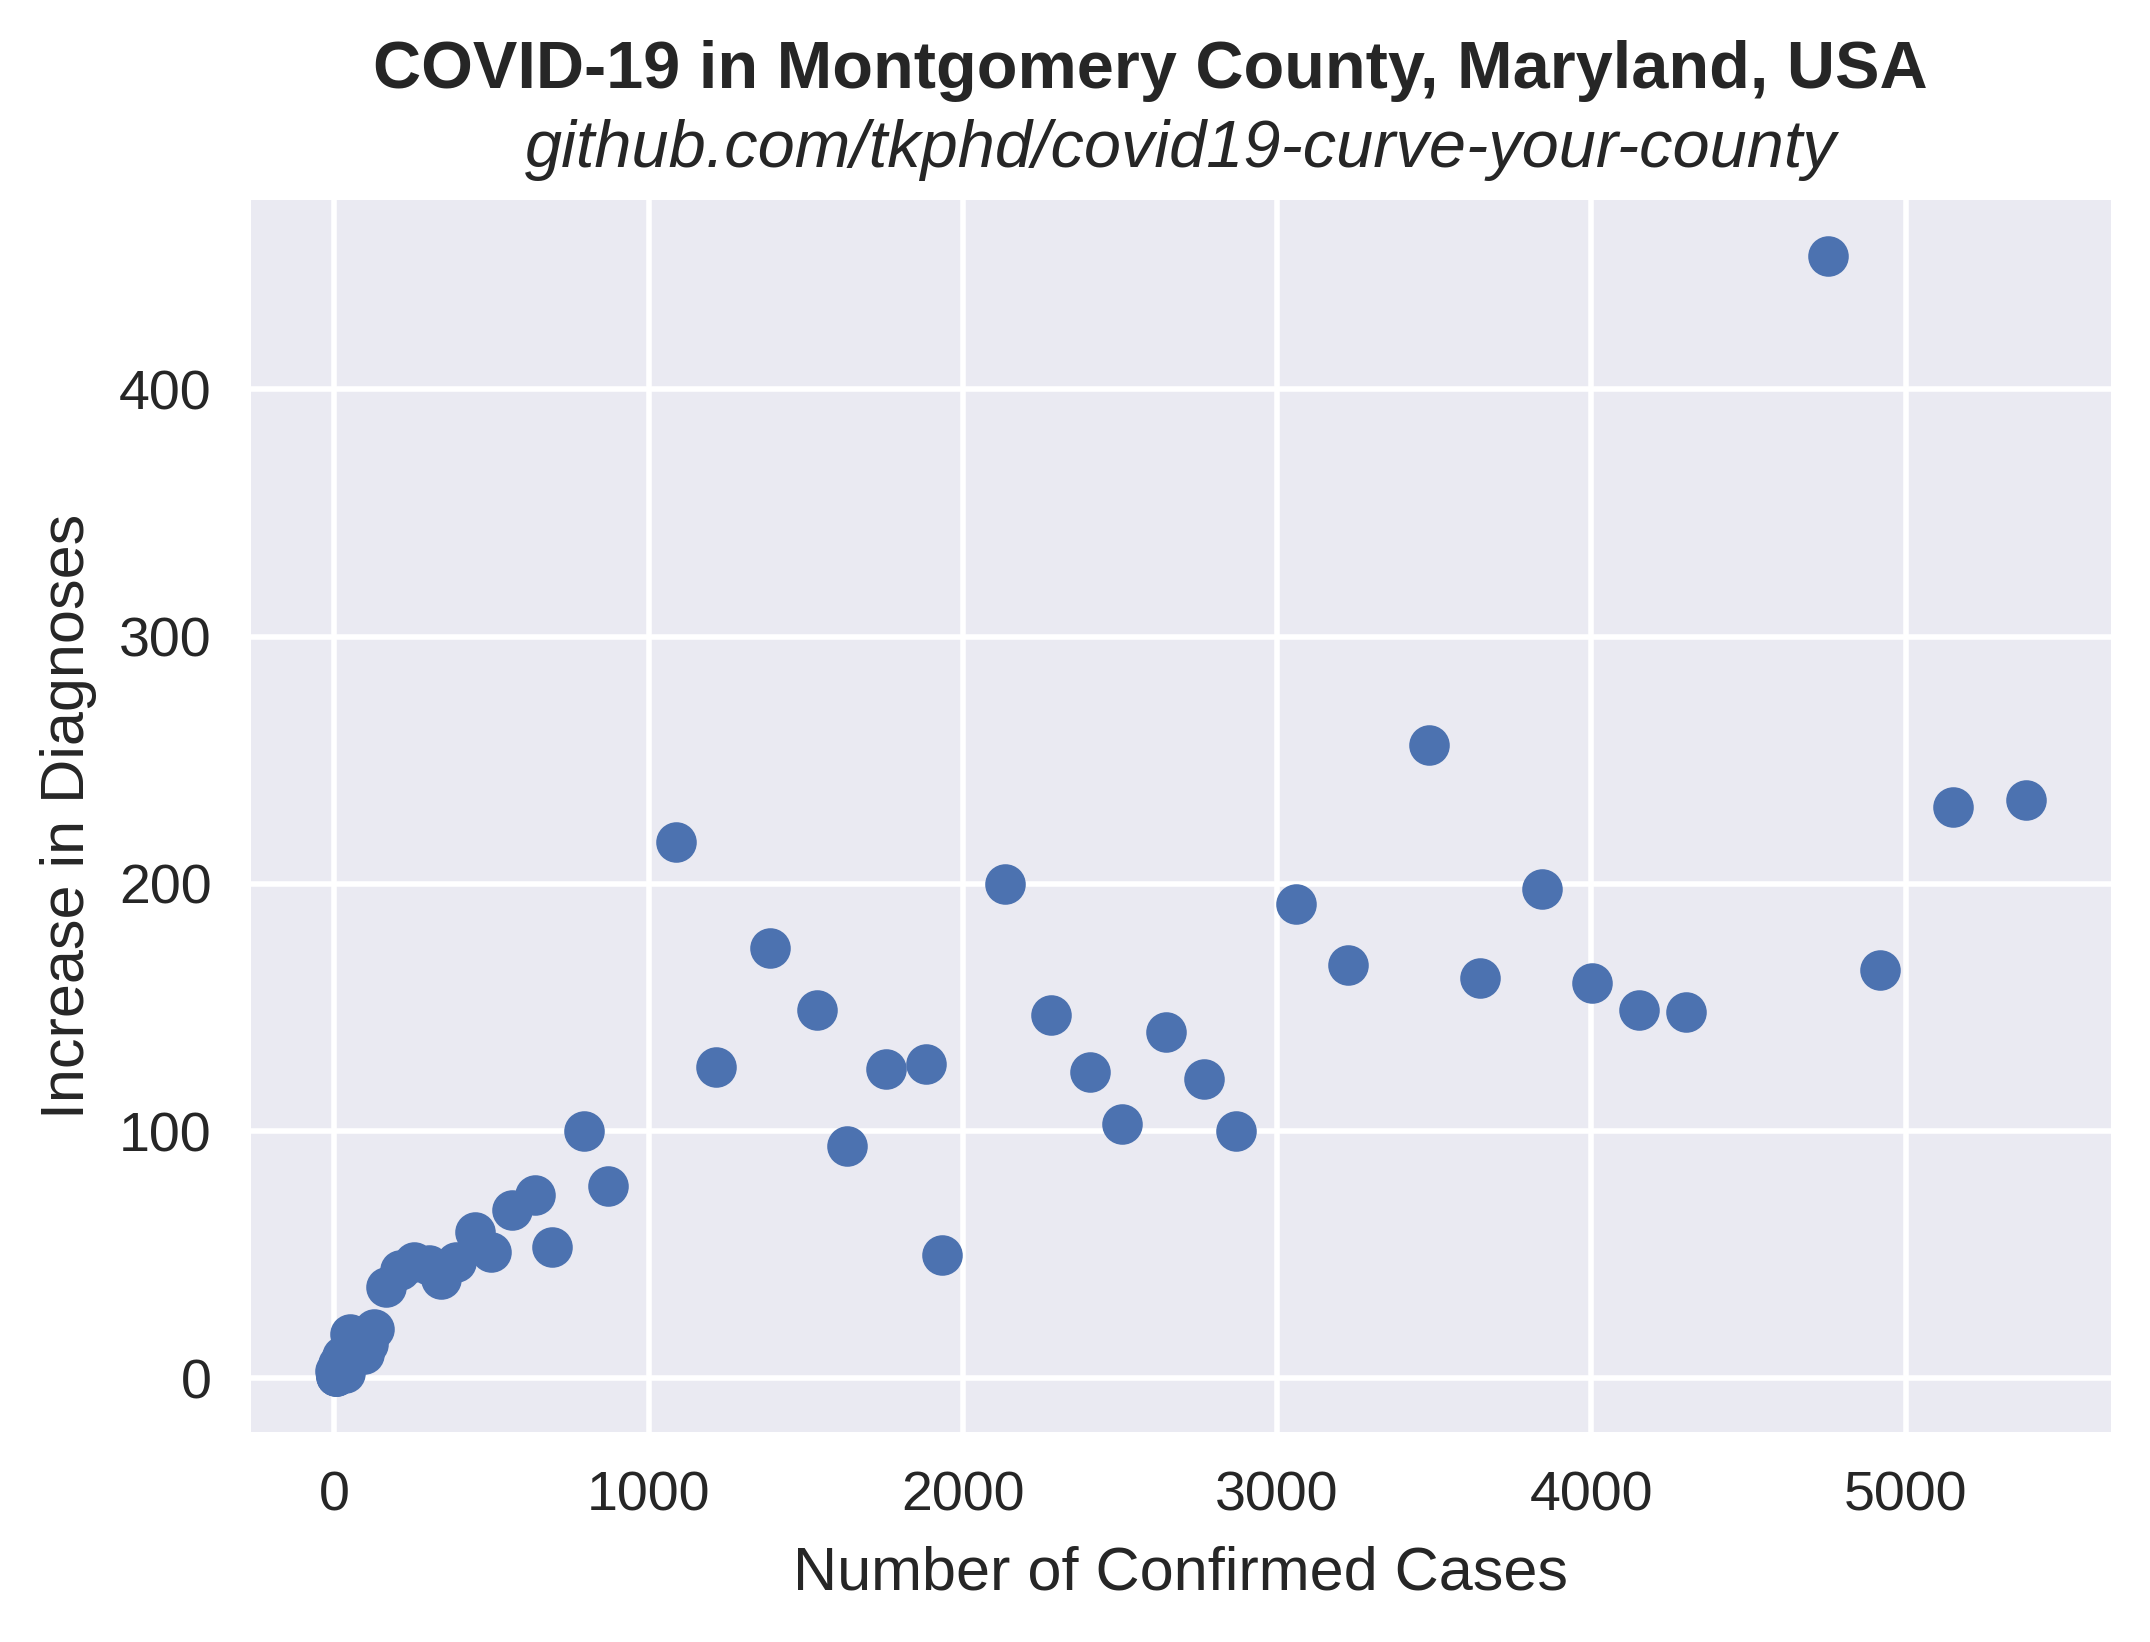 COVID-19 in Montgomery County, Maryland, USA
github.com/tkphd/covid19-curve-your-county
Increase in Diagnoses
400
300
200
100
0
0 1000 2000 3000 4000 5000
Number of Confirmed Cases